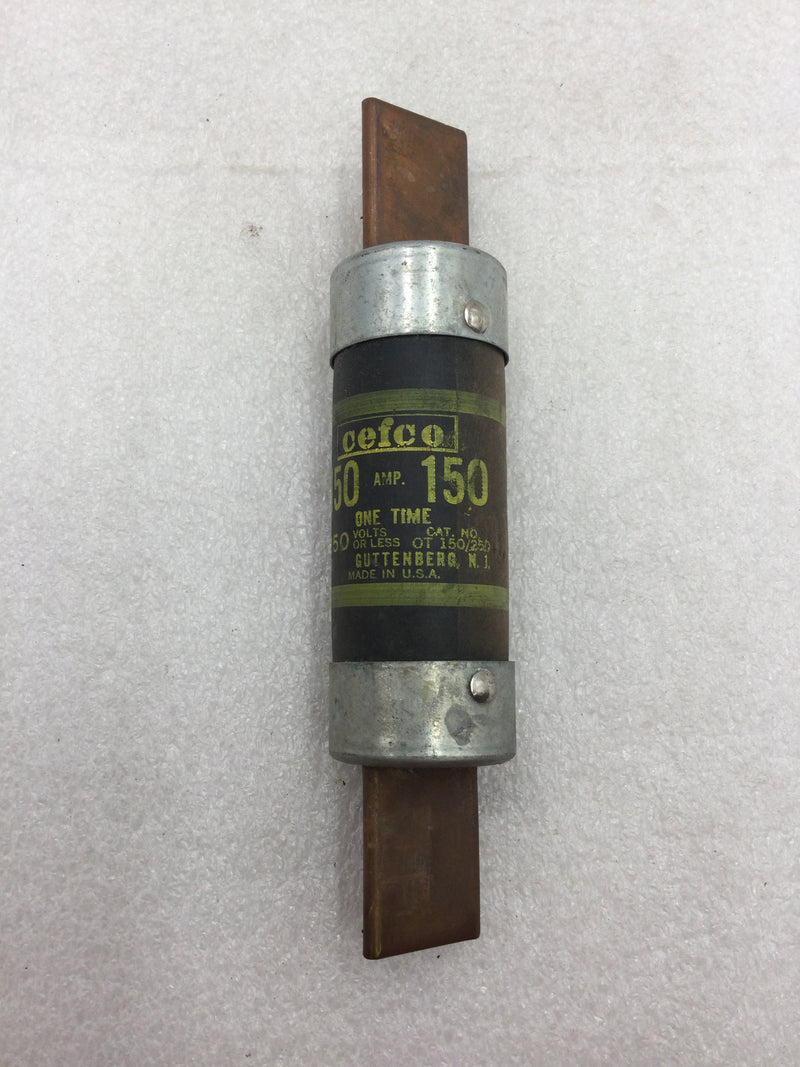 cefco
50 AMP. 150
ONE TIME
50 VOLTS OR LESS CAT. NO. OT 150/250
GUTTENBERG, N. J.
MADE IN U.S.A.